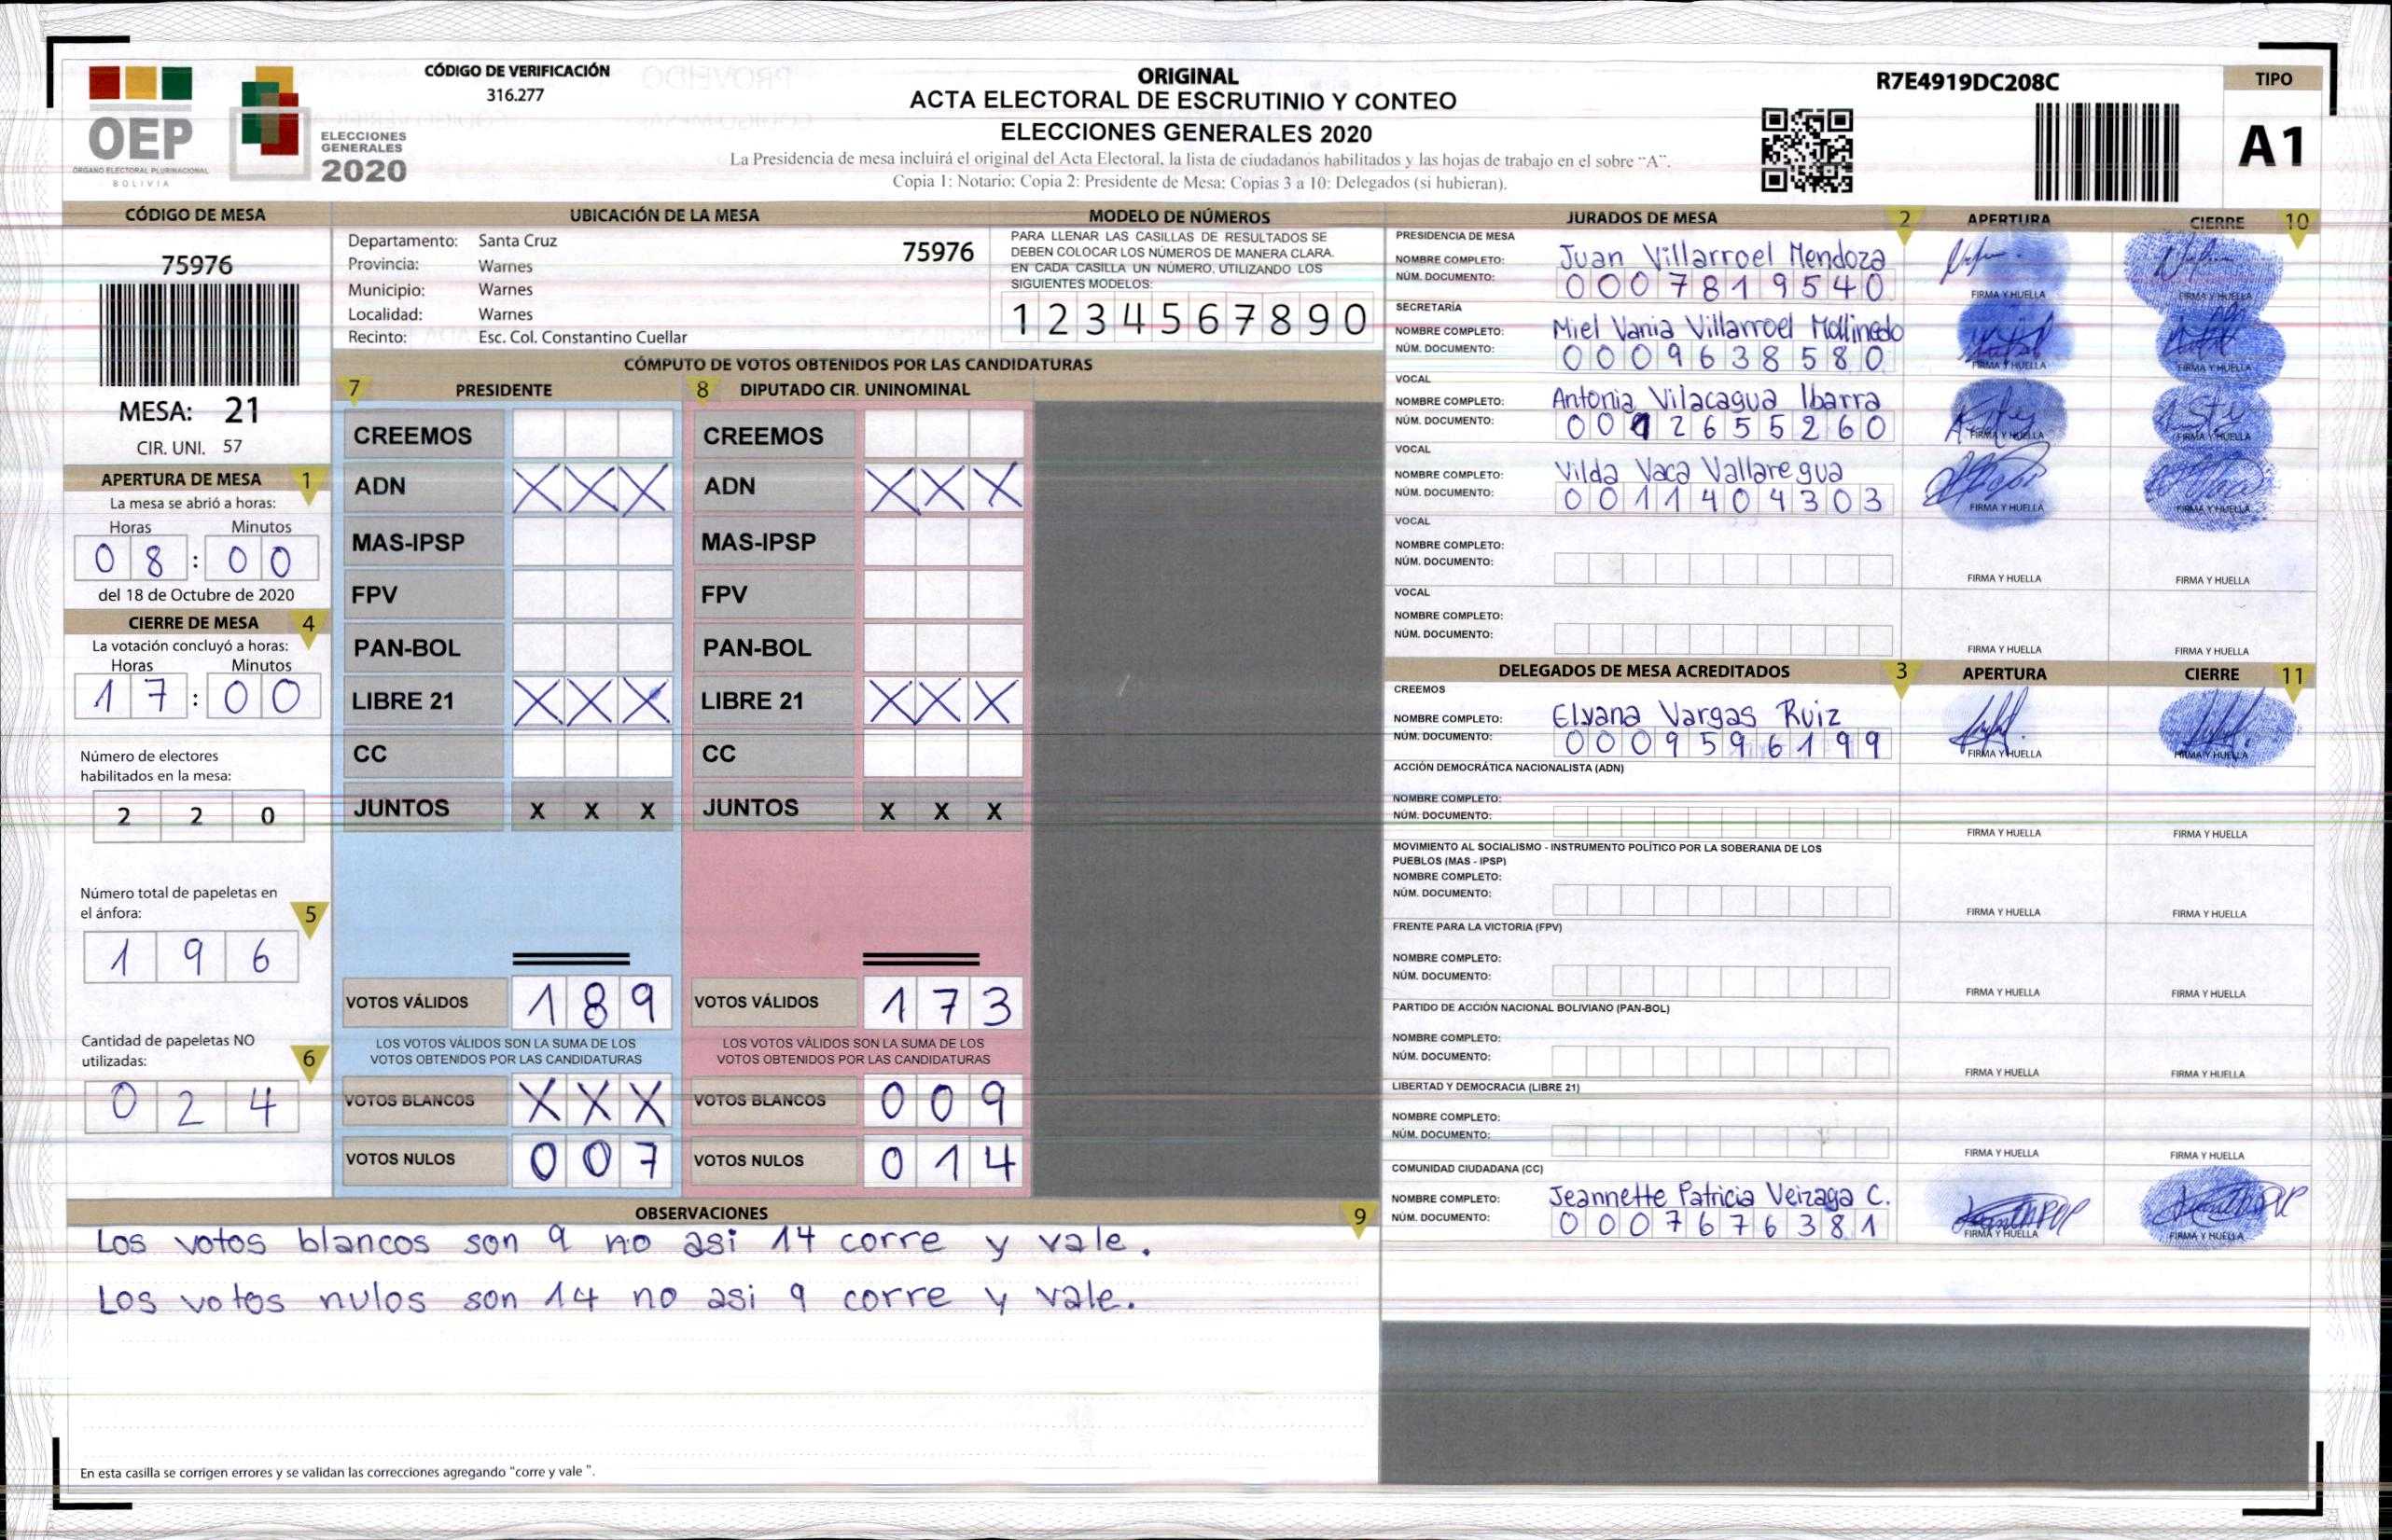 OEP
ÓRGANO ELECTORAL PLURINACIONAL
BOLIVIA
ELECCIONES
GENERALES
2020
CÓDIGO DE VERIFICACIÓN
316.277
ORIGINAL
ACTA ELECTORAL DE ESCRUTINIO Y CONTEO
ELECCIONES GENERALES 2020
La Presidencia de mesa incluirá el original del Acta Electoral, la lista de ciudadanos habilitados y las hojas de trabajo en el sobre "A".
Copia 1: Notario: Copia 2: Presidente de Mesa: Copias 3 a 10: Delegados (si hubieran).
R7E4919DC208C
TIPO
A1
CÓDIGO DE MESA
75976
MESA: 21
CIR. UNI. 57
APERTURA DE MESA 1
La mesa se abrió a horas:
Horas Minutos
0 8 : 0 0
del 18 de Octubre de 2020
CIERRE DE MESA 4
La votación concluyó a horas:
Horas Minutos
1 7 : 0 0
Número de electores
habilitados en la mesa:
2 2 0
Número total de papeletas en
el ánfora:
5
1 9 6
Cantidad de papeletas NO
utilizadas:
6
0 2 4
UBICACIÓN DE LA MESA
Departamento: Santa Cruz
75976
Provincia: Warnes
Municipio: Warnes
Localidad: Warnes
Recinto: Esc. Col. Constantino Cuellar
MODELO DE NÚMEROS
PARA LLENAR LAS CASILLAS DE RESULTADOS SE
DEBEN COLOCAR LOS NÚMEROS DE MANERA CLARA.
EN CADA CASILLA UN NÚMERO, UTILIZANDO LOS
SIGUIENTES MODELOS:
1 2 3 4 5 6 7 8 9 0
CÓMPUTO DE VOTOS OBTENIDOS POR LAS CANDIDATURAS
7 PRESIDENTE
CREEMOS
ADN X X X
MAS-IPSP
FPV
PAN-BOL
LIBRE 21 X X X
CC
JUNTOS X X X
VOTOS VÁLIDOS 1 8 9
LOS VOTOS VÁLIDOS SON LA SUMA DE LOS
VOTOS OBTENIDOS POR LAS CANDIDATURAS
VOTOS BLANCOS X X X
VOTOS NULOS 0 0 7
8 DIPUTADO CIR. UNINOMINAL
CREEMOS
ADN X X X
MAS-IPSP
FPV
PAN-BOL
LIBRE 21 X X X
CC
JUNTOS X X X
VOTOS VÁLIDOS 1 7 3
LOS VOTOS VÁLIDOS SON LA SUMA DE LOS
VOTOS OBTENIDOS POR LAS CANDIDATURAS
VOTOS BLANCOS 0 0 9
VOTOS NULOS 0 1 4
OBSERVACIONES 9
Los votos blancos son 9 no asi 14 corre y vale.
Los votos nulos son 14 no asi 9 corre y vale.
En esta casilla se corrigen errores y se validan las correcciones agregando "corre y vale ".
JURADOS DE MESA 2 APERTURA CIERRE 10
PRESIDENCIA DE MESA
NOMBRE COMPLETO: Juan Villarroel Mendoza
NÚM. DOCUMENTO: 0 0 0 7 8 1 9 5 4 0
FIRMA Y HUELLA FIRMA Y HUELLA
SECRETARÍA
NOMBRE COMPLETO: Miel Vania Villarroel Mollinedo
NÚM. DOCUMENTO: 0 0 0 9 6 3 8 5 8 0
FIRMA Y HUELLA FIRMA Y HUELLA
VOCAL
NOMBRE COMPLETO: Antonia Vilacagua Ibarra
NÚM. DOCUMENTO: 0 0 1 2 6 5 5 2 6 0
FIRMA Y HUELLA FIRMA Y HUELLA
VOCAL
NOMBRE COMPLETO: Vilda Vaca Vallaregua
NÚM. DOCUMENTO: 0 0 1 1 4 0 4 3 0 3
FIRMA Y HUELLA FIRMA Y HUELLA
VOCAL
NOMBRE COMPLETO:
NÚM. DOCUMENTO:
FIRMA Y HUELLA FIRMA Y HUELLA
VOCAL
NOMBRE COMPLETO:
NÚM. DOCUMENTO:
FIRMA Y HUELLA FIRMA Y HUELLA
DELEGADOS DE MESA ACREDITADOS 3 APERTURA CIERRE 11
CREEMOS
NOMBRE COMPLETO: Elvana Vargas Ruiz
NÚM. DOCUMENTO: 0 0 0 9 5 9 6 1 9 9
FIRMA Y HUELLA FIRMA Y HUELLA
ACCIÓN DEMOCRÁTICA NACIONALISTA (ADN)
NOMBRE COMPLETO:
NÚM. DOCUMENTO:
FIRMA Y HUELLA FIRMA Y HUELLA
MOVIMIENTO AL SOCIALISMO - INSTRUMENTO POLÍTICO POR LA SOBERANIA DE LOS
PUEBLOS (MAS - IPSP)
NOMBRE COMPLETO:
NÚM. DOCUMENTO:
FIRMA Y HUELLA FIRMA Y HUELLA
FRENTE PARA LA VICTORIA (FPV)
NOMBRE COMPLETO:
NÚM. DOCUMENTO:
FIRMA Y HUELLA FIRMA Y HUELLA
PARTIDO DE ACCIÓN NACIONAL BOLIVIANO (PAN-BOL)
NOMBRE COMPLETO:
NÚM. DOCUMENTO:
FIRMA Y HUELLA FIRMA Y HUELLA
LIBERTAD Y DEMOCRACIA (LIBRE 21)
NOMBRE COMPLETO:
NÚM. DOCUMENTO:
FIRMA Y HUELLA FIRMA Y HUELLA
COMUNIDAD CIUDADANA (CC)
NOMBRE COMPLETO: Jeannette Patricia Veizaga C.
NÚM. DOCUMENTO: 0 0 0 7 6 7 6 3 8 1
FIRMA Y HUELLA FIRMA Y HUELLA